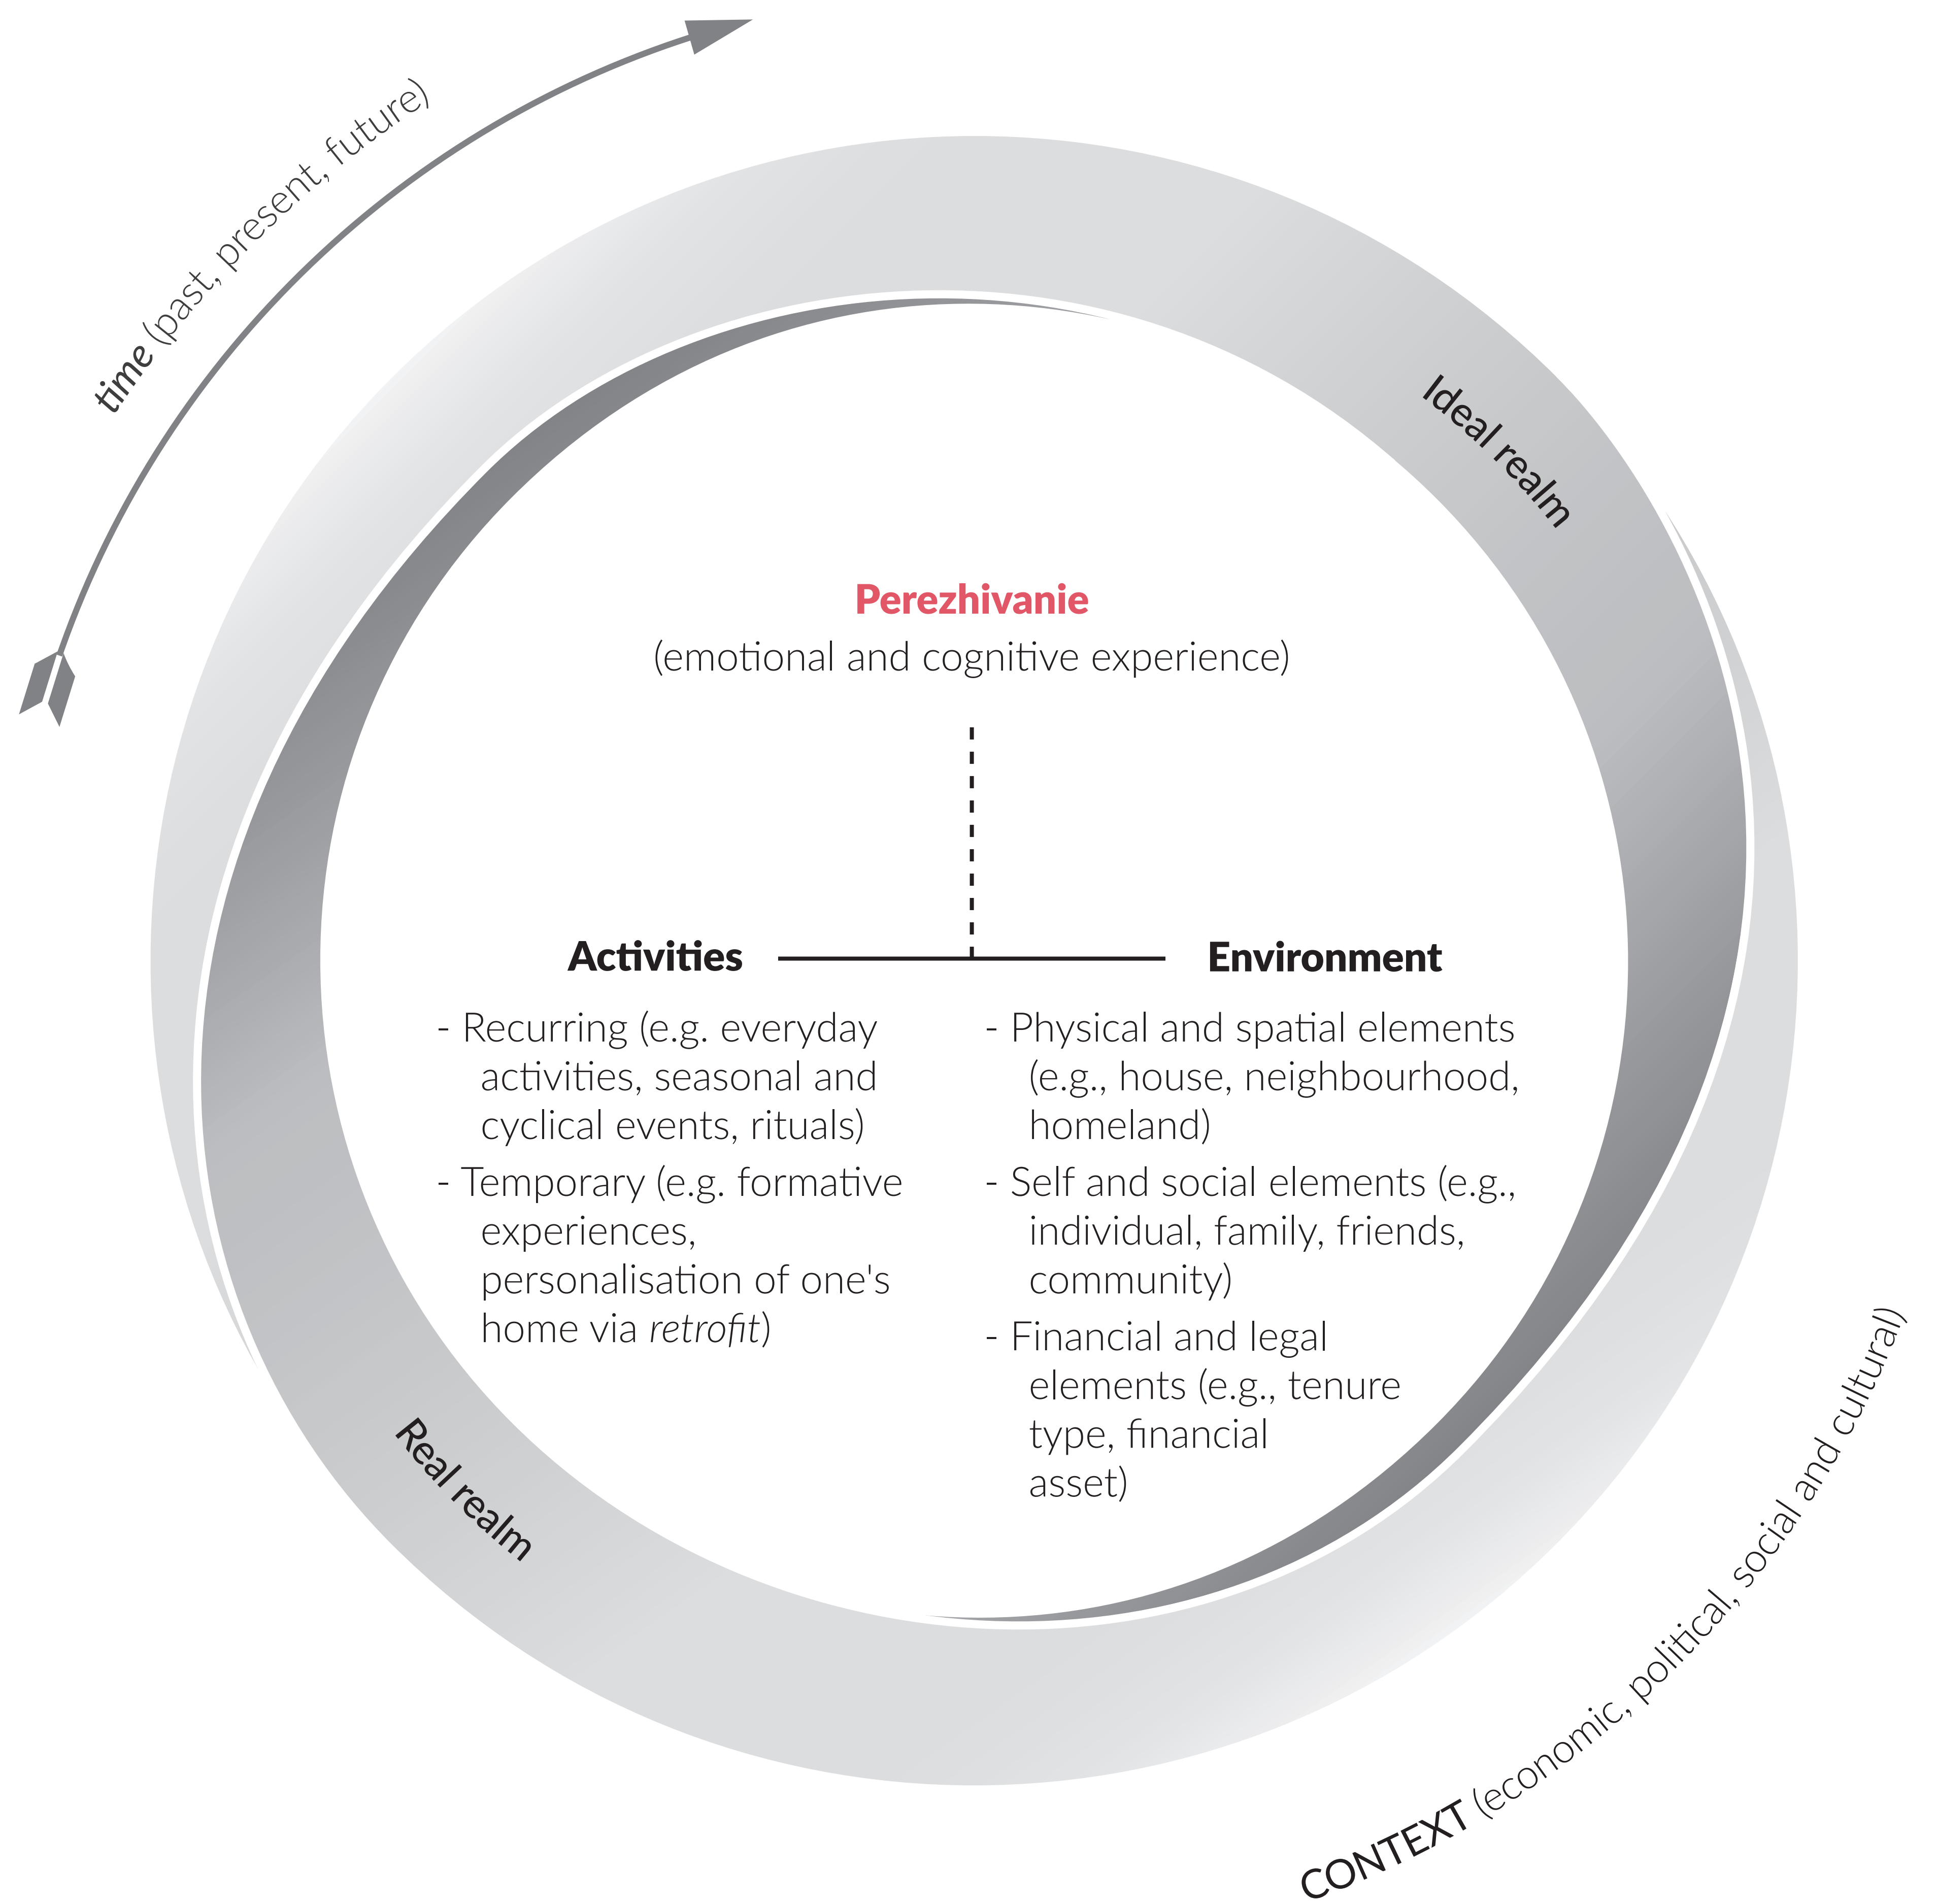 time (past, present, future)
Ideal realm
Perezhivanie
(emotional and cognitive experience)
Activities
- Recurring (e.g. everyday
activities, seasonal and
cyclical events, rituals)
- Temporary (e.g. formative
experiences,
personalisation of one's
home via retrofit)
Environment
- Physical and spatial elements
(e.g., house, neighbourhood,
homeland)
- Self and social elements (e.g.,
individual, family, friends,
community)
- Financial and legal
elements (e.g., tenure
type, financial
asset)
Real realm
CONTEXT (economic, political, social and cultural)